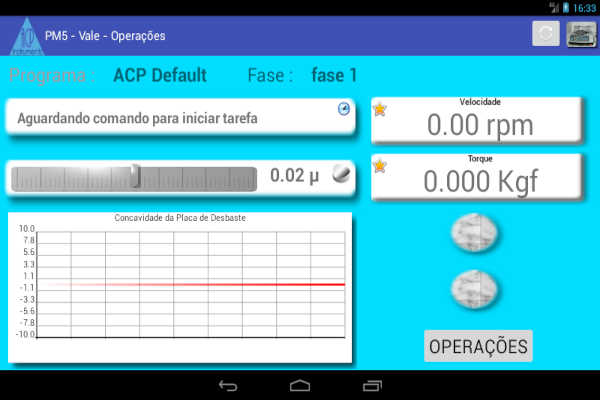 16:33
iQ
instruments
PM5 - Vale - Operações
Programa : ACP Default Fase : fase 1
Aguardando comando para iniciar tarefa
Velocidade
0.00 rpm
0.02 µ
Torque
0.000 Kgf
Concavidade da Placa de Desbaste
10.0
7.8
5.6
3.3
1.1
-1.1
-3.3
-5.6
-7.8
-10.0
OPERAÇÕES